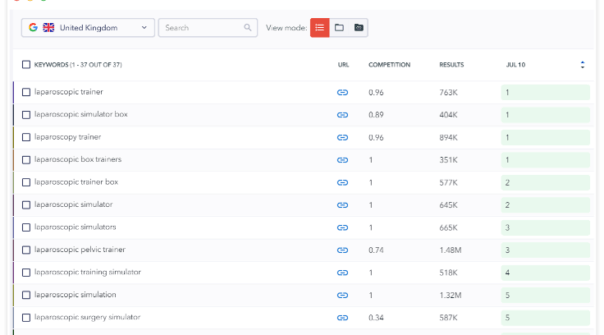 United Kingdom Search View mode:
KEYWORDS (1 - 37 OUT OF 37) URL COMPETITION RESULTS JUL 10
laparoscopic trainer 0.96 763K 1
laparoscopic simulator box 0.89 404K 1
laparoscopy trainer 0.96 894K 1
laparoscopic box trainers 1 351K 1
laparoscopic trainer box 1 577K 2
laparoscopic simulator 1 645K 2
laparoscopic simulators 1 665K 3
laparoscopic pelvic trainer 0.74 1.48M 3
laparoscopic training simulator 1 518K 4
laparoscopic simulation 1 1.32M 5
laparoscopic surgery simulator 0.34 587K 5